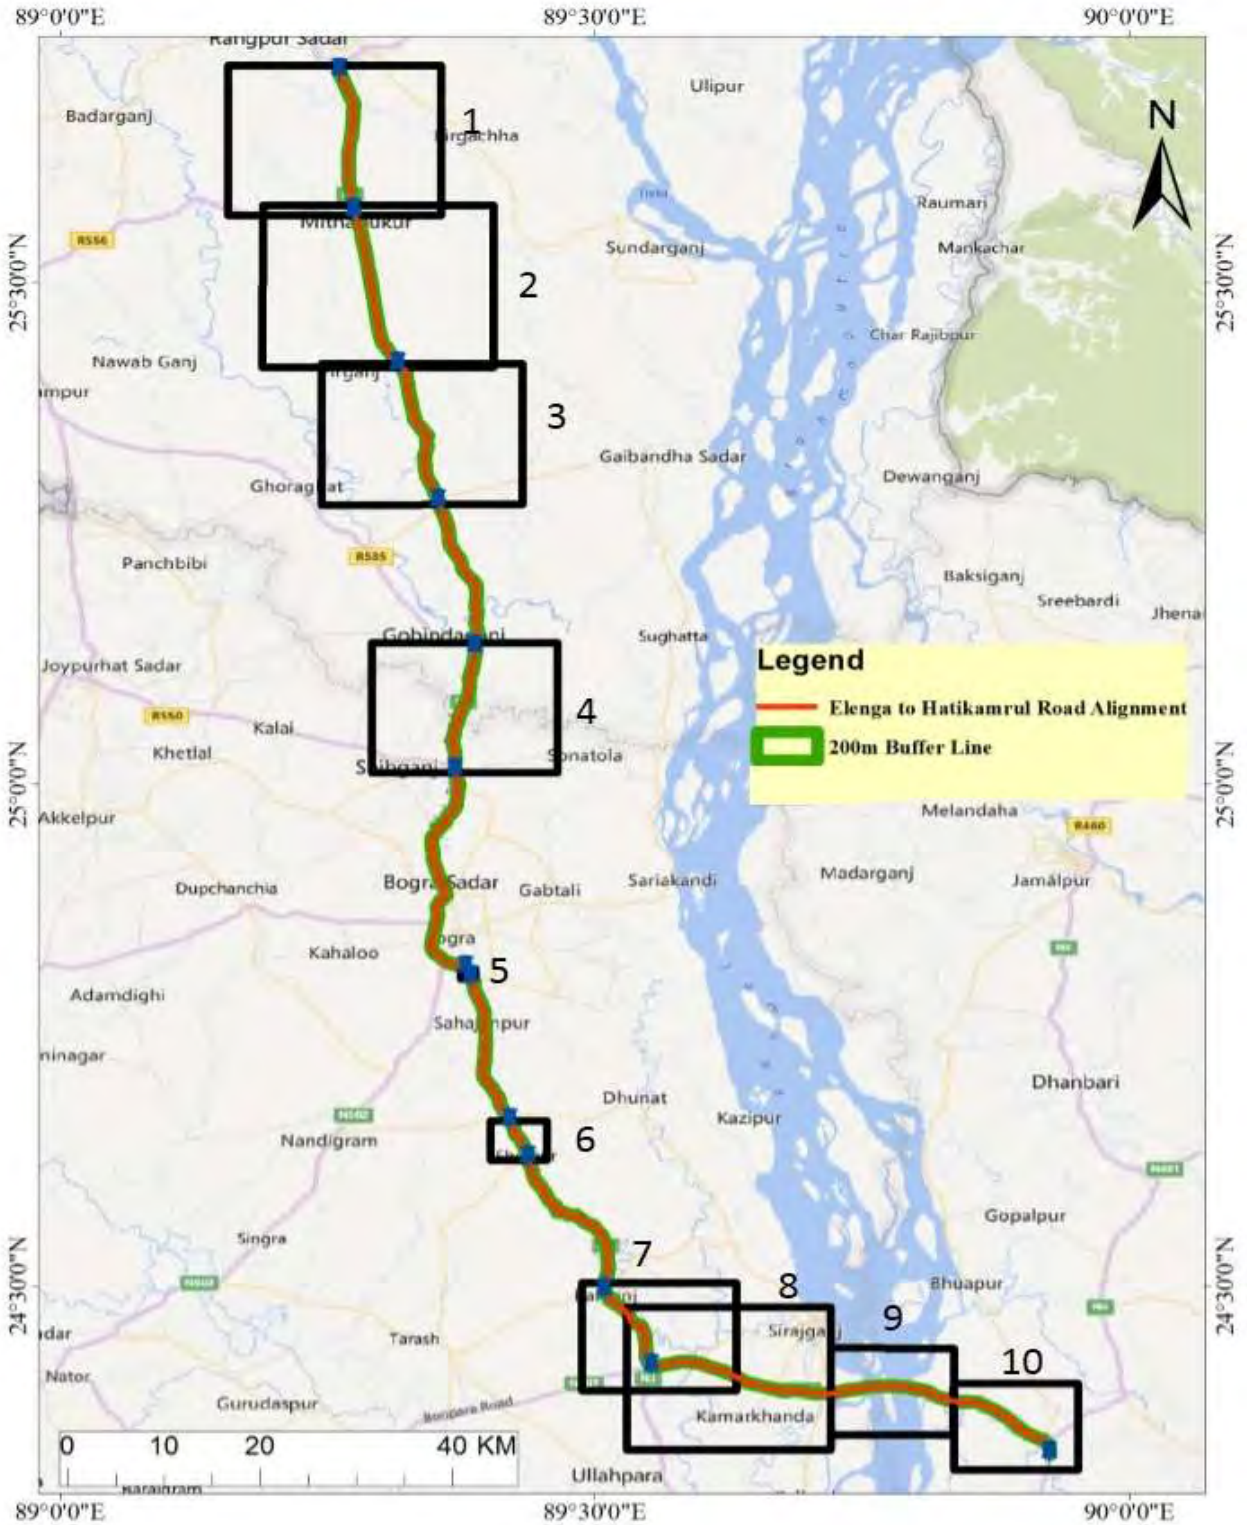 89°0'0"E 89°30'0"E 90°0'0"E
Rangpur Sadar
Ulipur
N
Badarganj
1
Mithapukur
Raumari
R556
Sundarganj
Mankachar
25°30'0"N
25°30'0"N
2
Char Rajibpur
Nawab Ganj
3
Gaibandha Sadar
Dewanganj
Ghoraghat
R585
Panchbibi
Baksiganj
Sreebardi
Jhenai
Gobindaganj
Sughatta
Joypurhat Sadar
Legend
Elenga to Hatikamrul Road Alignment
200m Buffer Line
R550
4
Kalai
Khetlal
Sonatola
Shibganj
25°0'0"N
25°0'0"N
Akkelpur
Melandaha
R460
Dupchanchia
Bogra Sadar
Gabtali
Sariakandi
Madarganj
Jamalpur
Kahaloo
ogra
5
Adamdighi
Sahajanpur
ninagar
Dhanbari
Dhunat
Kazipur
N502
Nandigram
6
Gopalpur
Singra
7
24°30'0"N
24°30'0"N
8
Bhuapur
9
Tarash
Sirajganj
10
Nator
Gurudaspur
Bonpara Road
Kamarkhanda
0 10 20 40 KM
Ullahpara
89°0'0"E 89°30'0"E 90°0'0"E